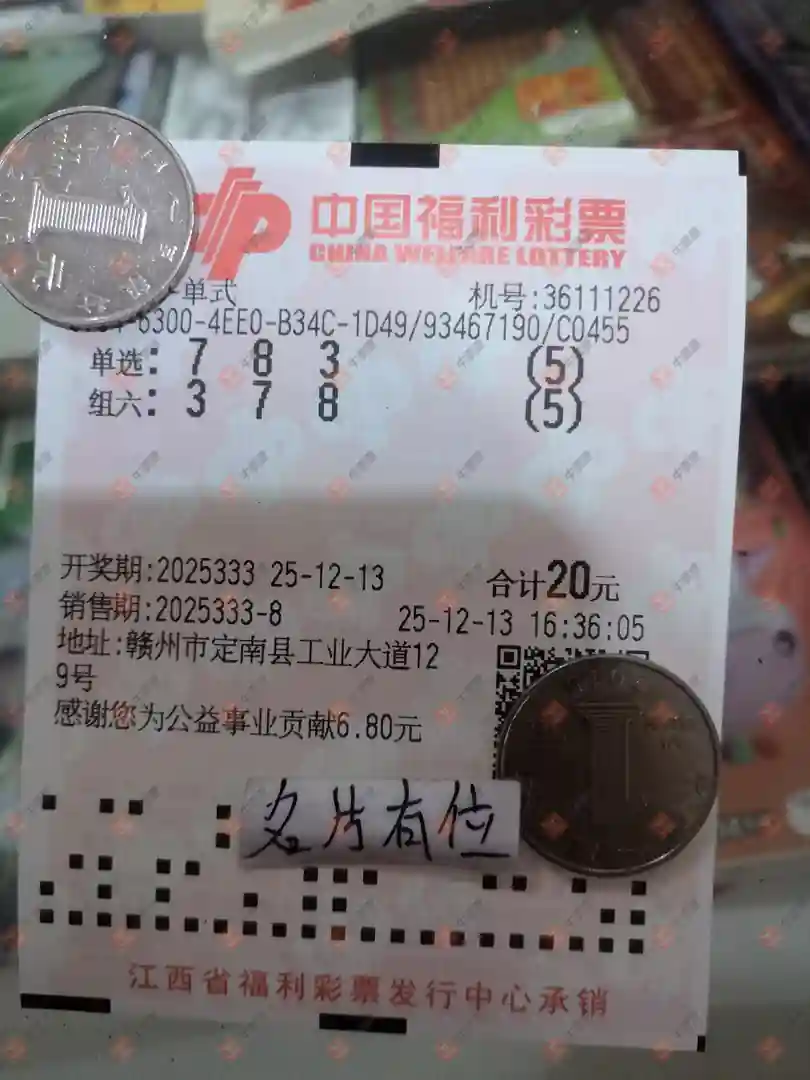 中国福利彩票
CHINA WELFARE LOTTERY
单式 机号:36111226
6300-4EE0-B34C-1D49/93467190/C0455
单选: 7 8 3 (5)
组六: 3 7 8 (5)
开奖期:2025333 25-12-13 合计20元
销售期:2025333-8 25-12-13 16:36:05
地址:赣州市定南县工业大道12
9号
感谢您为公益事业贡献6.80元
名片有位
江西省福利彩票发行中心承销